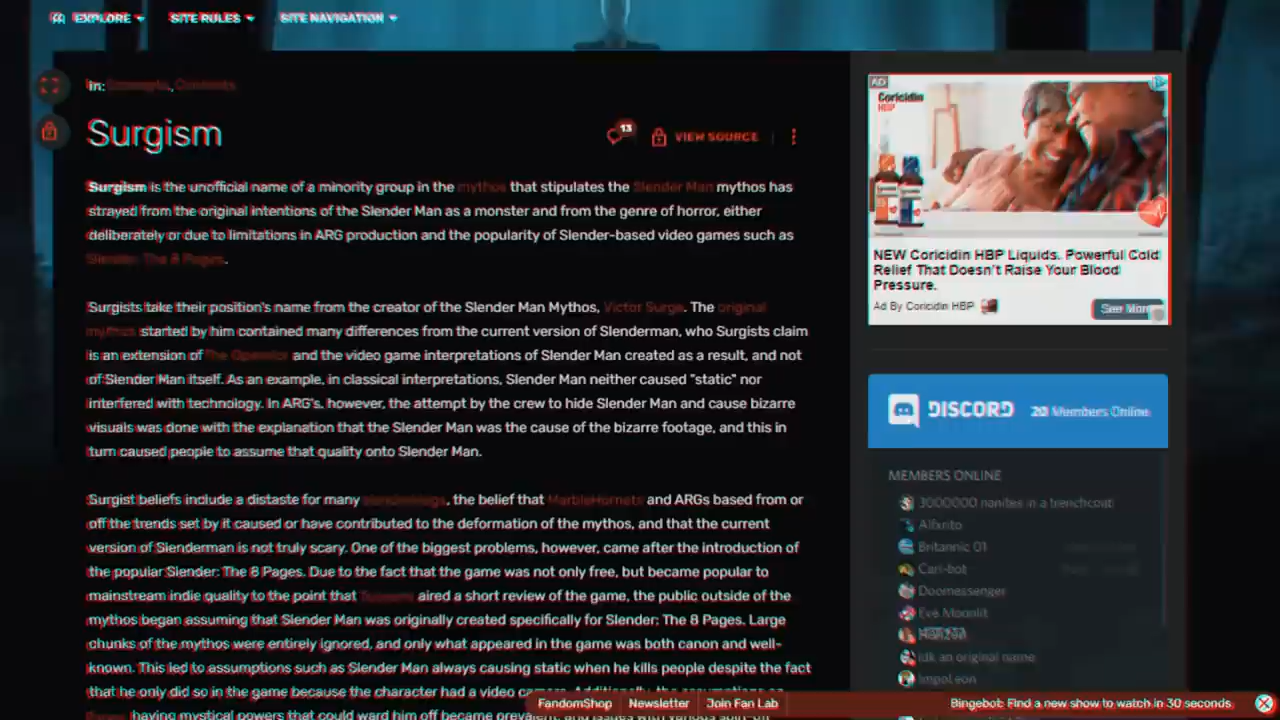 EXPLORE SITE RULES SITE NAVIGATION
In: Concepts, Contents
Surgism
13 VIEW SOURCE
Surgism is the unofficial name of a minority group in the mythos that stipulates the Slender Man mythos has
strayed from the original intentions of the Slender Man as a monster and from the genre of horror, either
deliberately or due to limitations in ARG production and the popularity of Slender-based video games such as
Slender: The 8 Pages.
Surgists take their position's name from the creator of the Slender Man Mythos, Victor Surge. The original
mythos started by him contained many differences from the current version of Slenderman, who Surgists claim
is an extension of The Operator and the video game interpretations of Slender Man created as a result, and not
of Slender Man itself. As an example, in classical interpretations, Slender Man neither caused "static" nor
interfered with technology. In ARG's, however, the attempt by the crew to hide Slender Man and cause bizarre
visuals was done with the explanation that the Slender Man was the cause of the bizarre footage, and this in
turn caused people to assume that quality onto Slender Man.
Surgist beliefs include a distaste for many , the belief that MarbleHornets and ARGs based from or
off the trends set by it caused or have contributed to the deformation of the mythos, and that the current
version of Slenderman is not truly scary. One of the biggest problems, however, came after the introduction of
the popular Slender: The 8 Pages. Due to the fact that the game was not only free, but became popular to
mainstream indie quality to the point that aired a short review of the game, the public outside of the
mythos began assuming that Slender Man was originally created specifically for Slender: The 8 Pages. Large
chunks of the mythos were entirely ignored, and only what appeared in the game was both canon and well-
known. This led to assumptions such as Slender Man always causing static when he kills people despite the fact
that he only did so in the game because the character had a video camera. Additionally, the assumptions on
having mystical powers that could ward him off became prevalent, and issues with various spin-off
AD
Coricidin
HBP
NEW Coricidin HBP Liquids. Powerful Cold
Relief That Doesn't Raise Your Blood
Pressure.
Ad By Coricidin HBP See More
DISCORD 20 Members Online
MEMBERS ONLINE
3000000 nanites in a trenchcoat
Alfxnto
Britannic 01
Carl-bot
Doomessenger
Eve Moonlit
idk an original name
ImpoLeon
FandomShop Newsletter Join Fan Lab
Bingebot: Find a new show to watch in 30 seconds.